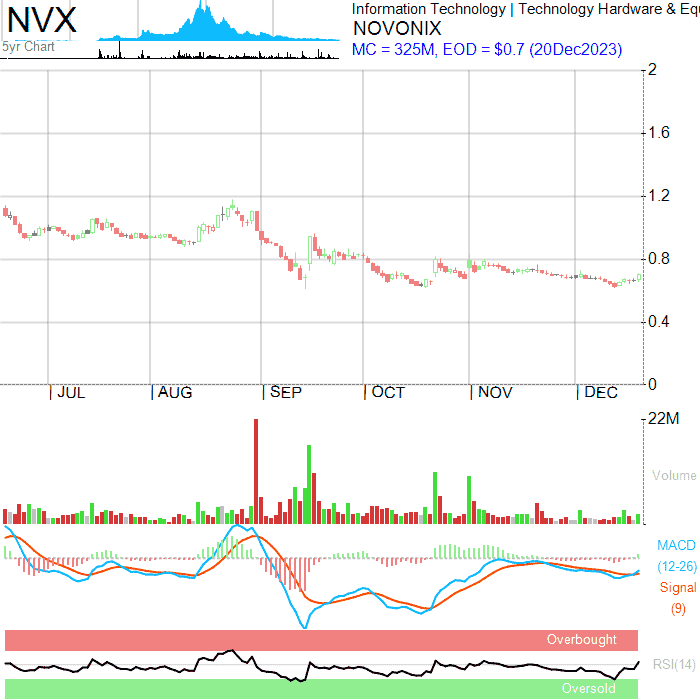 NVX
5yr Chart
Information Technology | Technology Hardware & Equ
NOVONIX
MC = 325M, EOD = $0.7 (20Dec2023)
2
1.6
1.2
0.8
0.4
0
| JUL | AUG | SEP | OCT | NOV | DEC
22M
Volume
MACD
(12-26)
Signal
(9)
Overbought
RSI(14)
Oversold